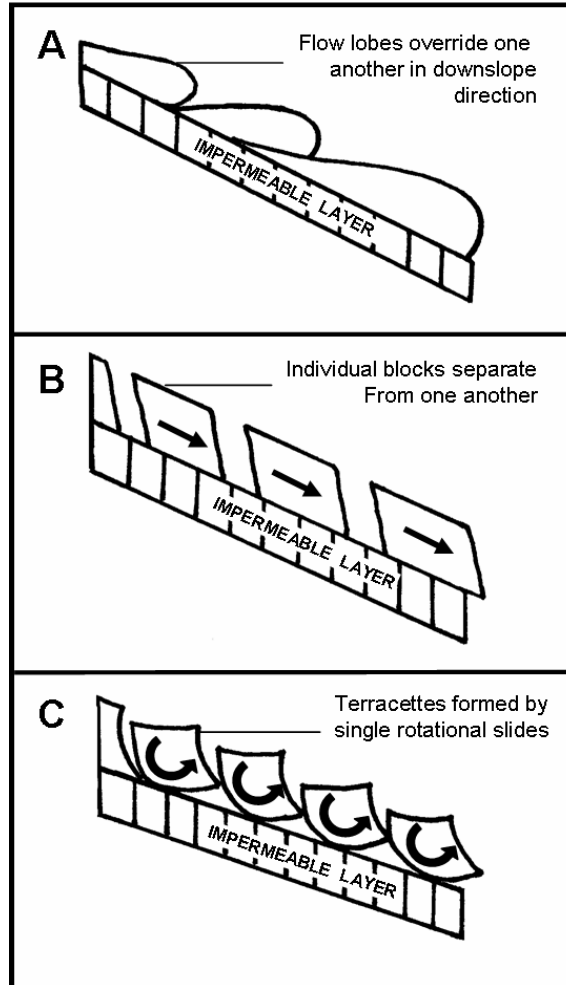 A
Flow lobes override one
another in downslope
direction
IMPERMEABLE LAYER
B
Individual blocks separate
From one another
IMPERMEABLE LAYER
C
Terracettes formed by
single rotational slides
IMPERMEABLE LAYER